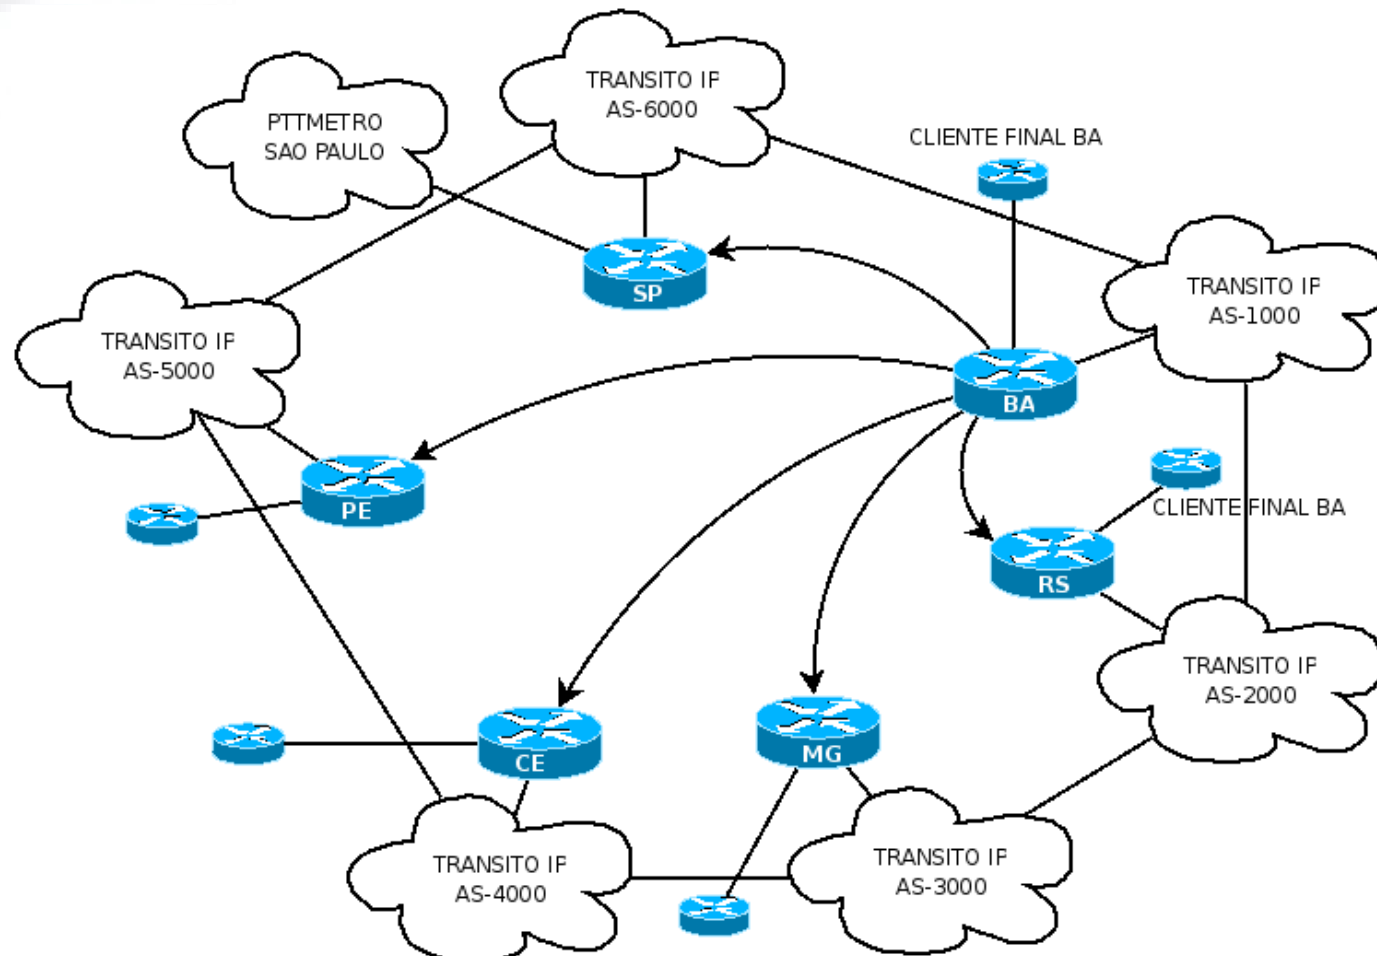 TRANSITO IP
AS-6000
PTTMETRO
SAO PAULO
CLIENTE FINAL BA
TRANSITO IP
AS-1000
SP
TRANSITO IP
AS-5000
BA
PE
CLIENTE FINAL BA
RS
TRANSITO IP
AS-2000
CE
MG
TRANSITO IP
AS-4000
TRANSITO IP
AS-3000